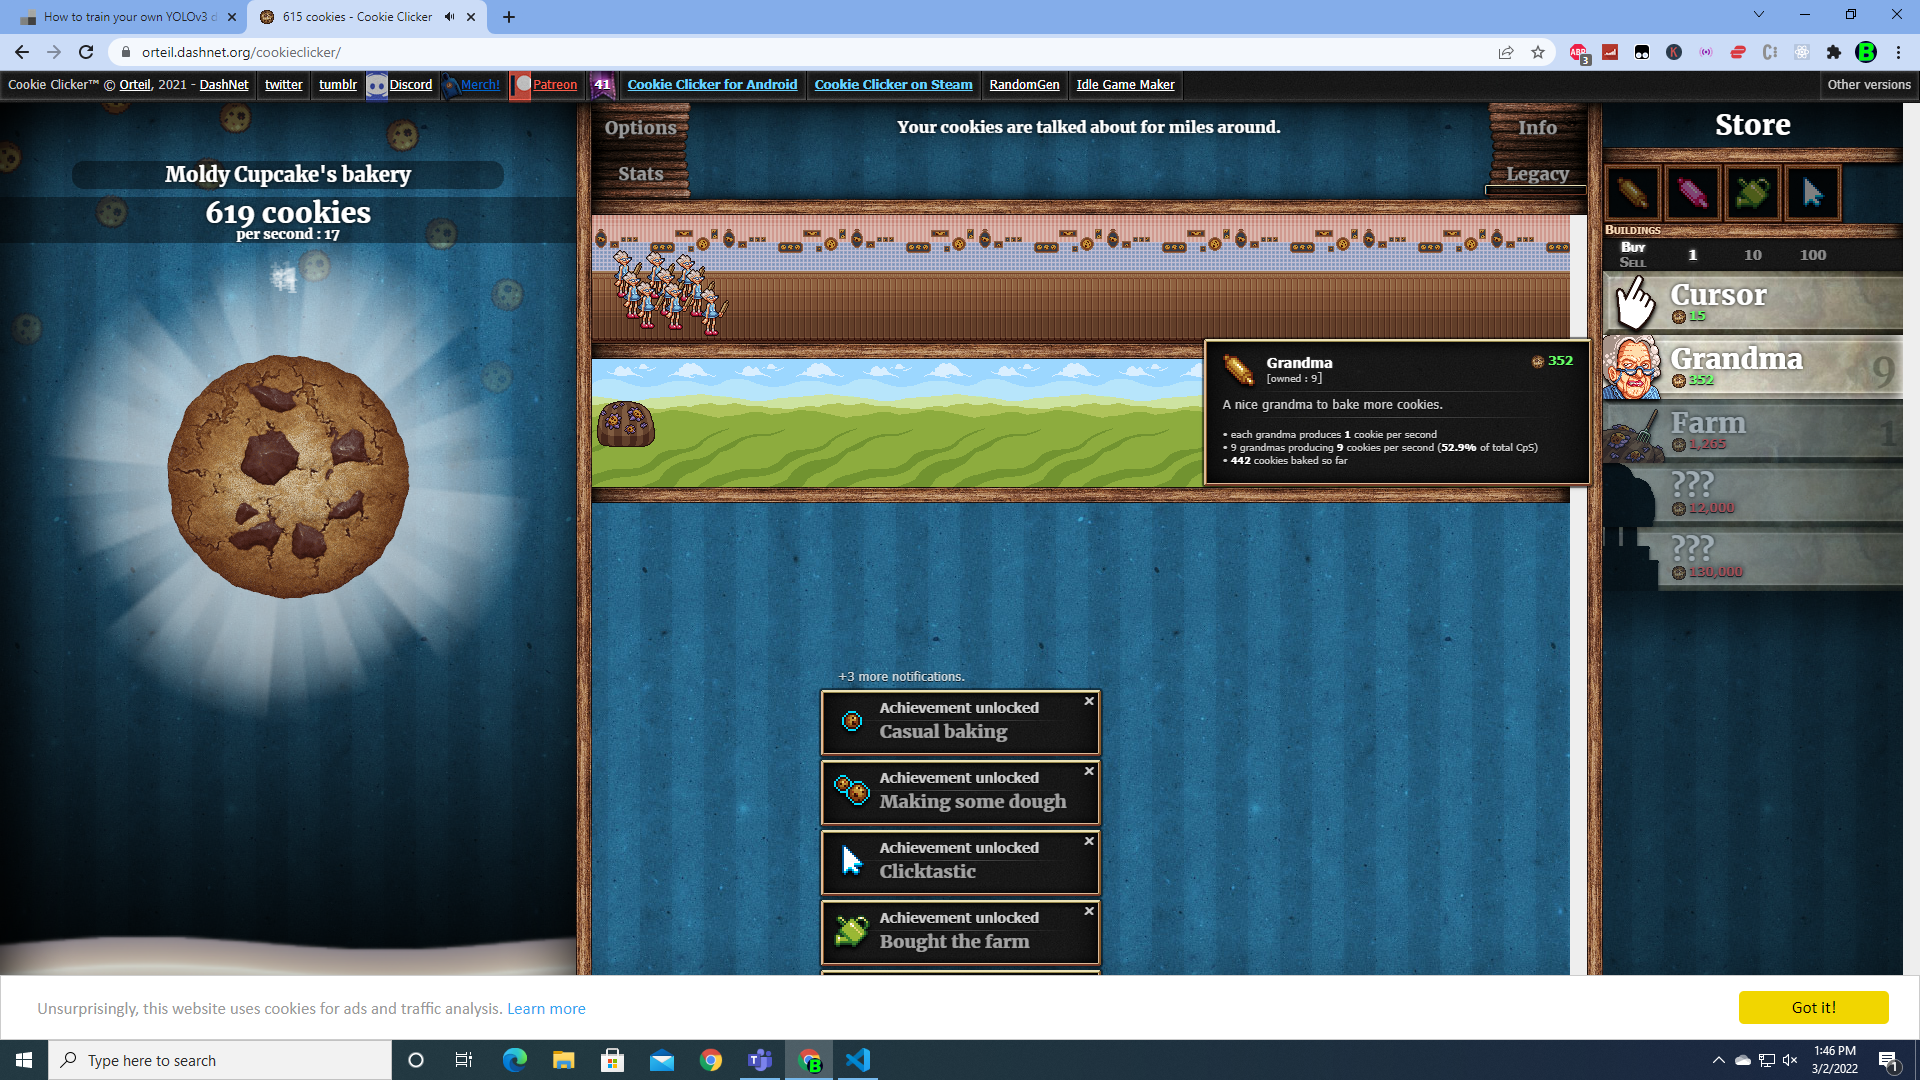 How to train your own YOLOv3 d
615 cookies - Cookie Clicker
orteil.dashnet.org/cookieclicker/
3
Cookie Clicker™ © Orteil, 2021 - DashNet
twitter
tumblr
Discord
Merch!
Patreon
41
Cookie Clicker for Android
Cookie Clicker on Steam
RandomGen
Idle Game Maker
Other versions
Moldy Cupcake's bakery
619 cookies
per second : 17
Options
Stats
Your cookies are talked about for miles around.
Info
Legacy
Store
Buildings
Buy
Sell
1
10
100
Cursor
15
Grandma
352
9
Farm
1,265
1
???
12,000
???
130,000
Grandma
352
[owned : 9]
A nice grandma to bake more cookies.
• each grandma produces 1 cookie per second
• 9 grandmas producing 9 cookies per second (52.9% of total CpS)
• 442 cookies baked so far
+3 more notifications.
Achievement unlocked
Casual baking
Achievement unlocked
Making some dough
Achievement unlocked
Clicktastic
Achievement unlocked
Bought the farm
Unsurprisingly, this website uses cookies for ads and traffic analysis. Learn more
Got it!
Type here to search
1:46 PM
3/2/2022
1